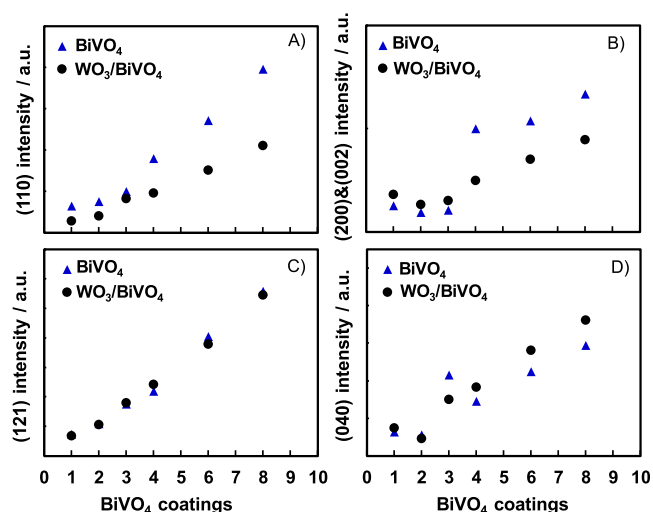 A)
BiVO₄
WO₃/BiVO₄
(110) intensity / a.u.
B)
BiVO₄
WO₃/BiVO₄
(200)&(002) intensity / a.u.
C)
BiVO₄
WO₃/BiVO₄
(121) intensity / a.u.
0 1 2 3 4 5 6 7 8 9 10
BiVO₄ coatings
D)
BiVO₄
WO₃/BiVO₄
(040) intensity / a.u.
0 1 2 3 4 5 6 7 8 9 10
BiVO₄ coatings